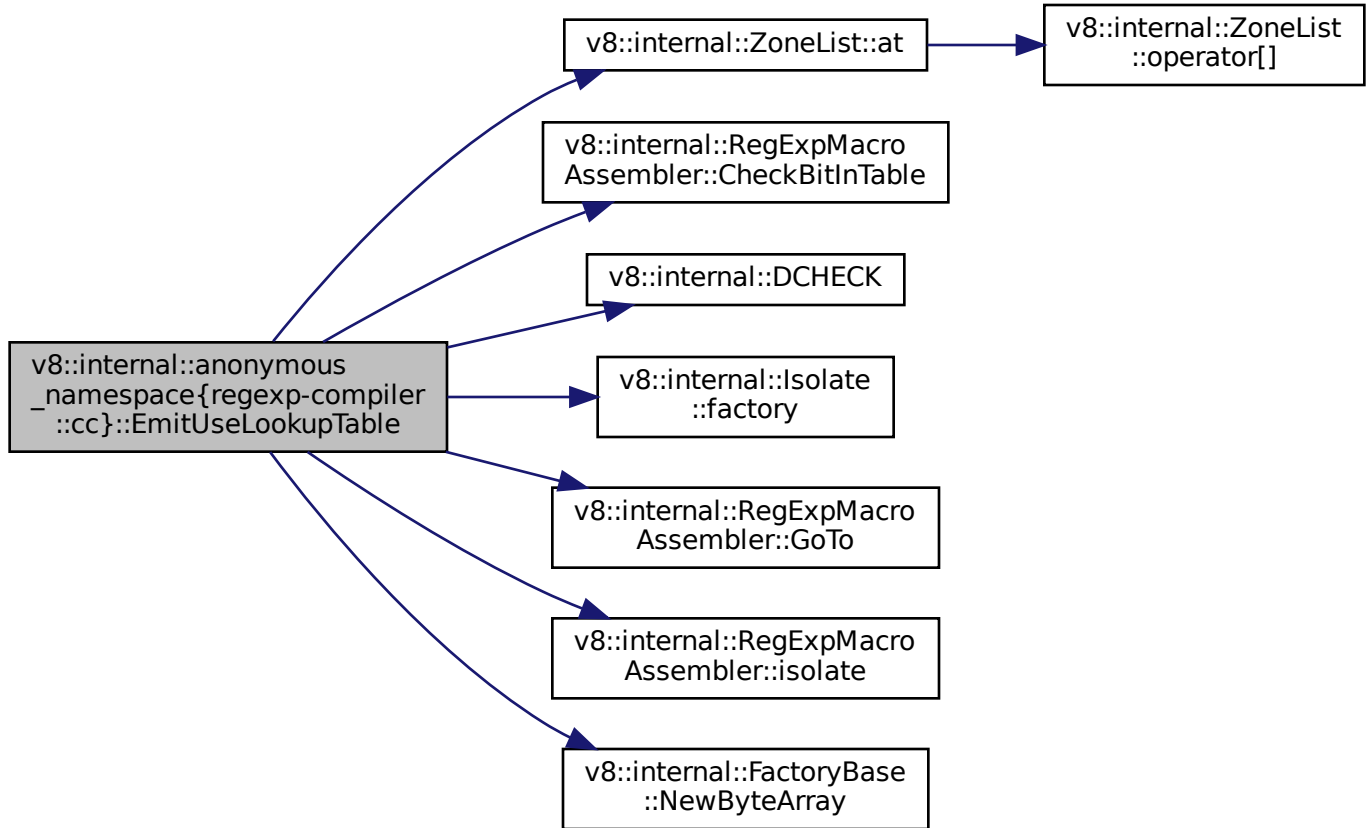 v8::internal::ZoneList::at
v8::internal::ZoneList
::operator[]
v8::internal::RegExpMacro
Assembler::CheckBitInTable
v8::internal::DCHECK
v8::internal::anonymous
_namespace{regexp-compiler
::cc}::EmitUseLookupTable
v8::internal::Isolate
::factory
v8::internal::RegExpMacro
Assembler::GoTo
v8::internal::RegExpMacro
Assembler::isolate
v8::internal::FactoryBase
::NewByteArray